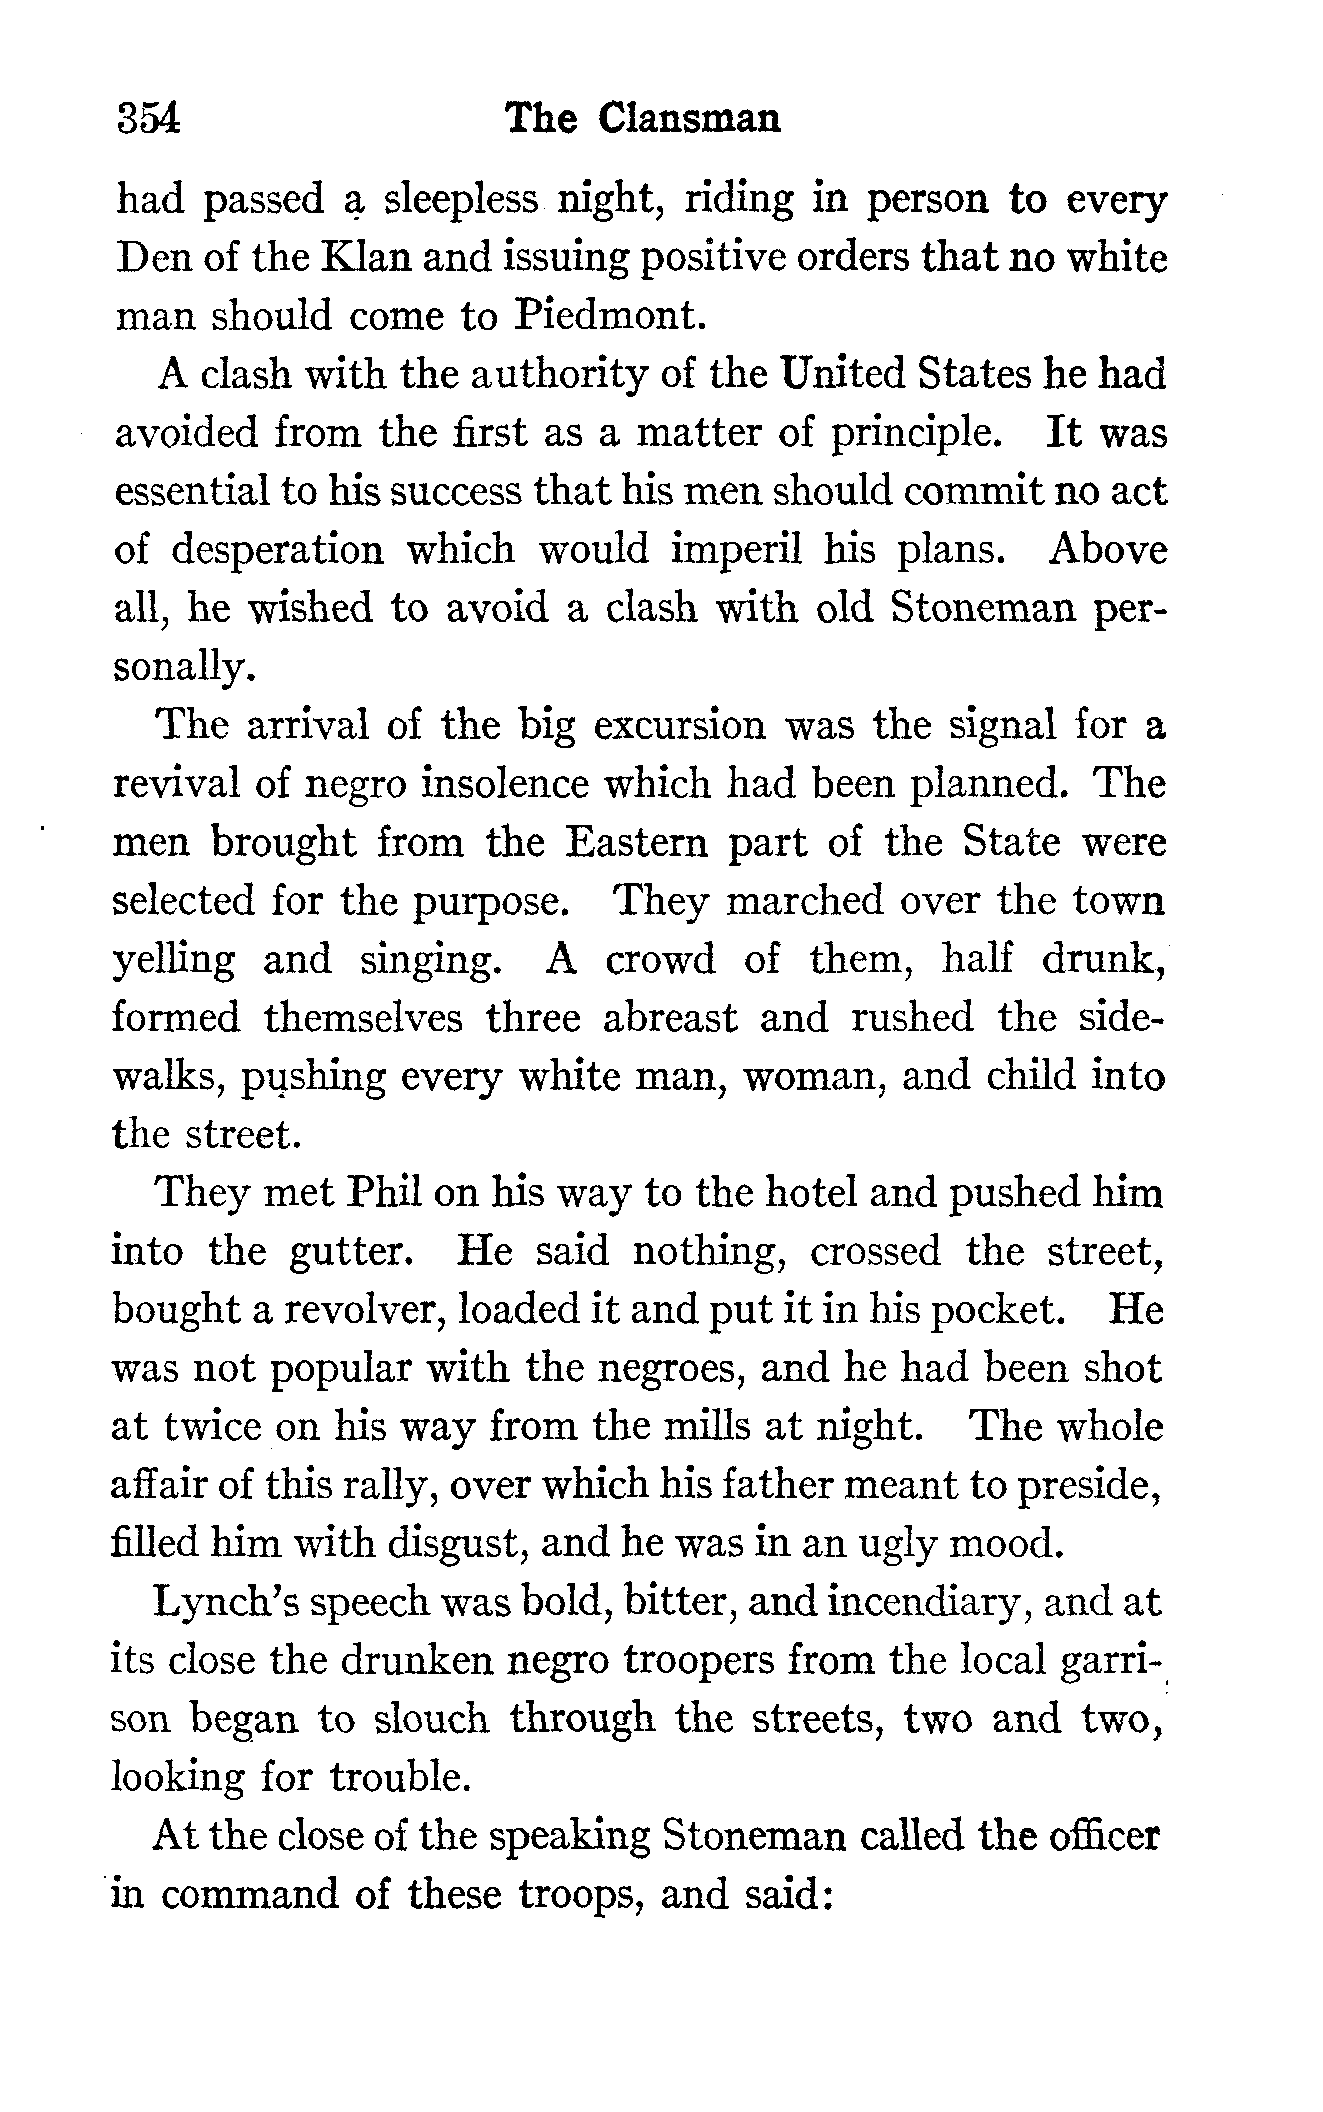 354 The Clansman
had passed a sleepless night, riding in person to every
Den of the Klan and issuing positive orders that no white
man should come to Piedmont.
A clash with the authority of the United States he had
avoided from the first as a matter of principle. It was
essential to his success that his men should commit no act
of desperation which would imperil his plans. Above
all, he wished to avoid a clash with old Stoneman per-
sonally.
The arrival of the big excursion was the signal for a
revival of negro insolence which had been planned. The
men brought from the Eastern part of the State were
selected for the purpose. They marched over the town
yelling and singing. A crowd of them, half drunk,
formed themselves three abreast and rushed the side-
walks, pushing every white man, woman, and child into
the street.
They met Phil on his way to the hotel and pushed him
into the gutter. He said nothing, crossed the street,
bought a revolver, loaded it and put it in his pocket. He
was not popular with the negroes, and he had been shot
at twice on his way from the mills at night. The whole
affair of this rally, over which his father meant to preside,
filled him with disgust, and he was in an ugly mood.
Lynch's speech was bold, bitter, and incendiary, and at
its close the drunken negro troopers from the local garri-
son began to slouch through the streets, two and two,
looking for trouble.
At the close of the speaking Stoneman called the officer
in command of these troops, and said: